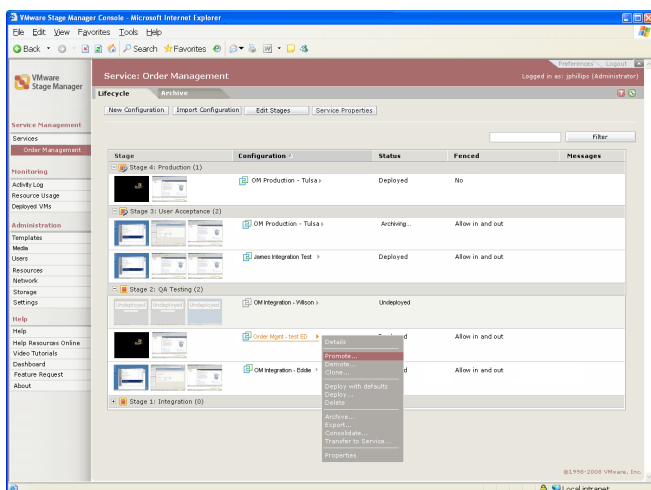 VMware Stage Manager Console - Microsoft Internet Explorer
File Edit View Favorites Tools Help
Back Search Favorites
Preferences Logout
VMware
Stage Manager
Service: Order Management
Logged in as: jphillips (Administrator)
Lifecycle Archive
New Configuration Import Configuration Edit Stages Service Properties
Service Management
Services
Order Management
Monitoring
Activity Log
Resource Usage
Deployed VMs
Administration
Templates
Media
Users
Resources
Network
Storage
Settings
Help
Help
Help Resources Online
Video Tutorials
Dashboard
Feature Request
About
Filter
Stage Configuration Status Fenced Messages
Stage 4: Production (1)
OM Production - Tulsa Deployed No
Stage 3: User Acceptance (2)
OM Production - Tulsa Archiving... Allow in and out
James Integration Test Deployed Allow in and out
Stage 2: QA Testing (2)
Undeployed Undeployed Undeployed OM Integration - Wilson Undeployed
Order Mgmt - test ED Allow in and out
OM Integration - Eddie Allow in and out
Stage 1: Integration (0)
Details
Promote...
Demote...
Clone...
Deploy with defaults
Deploy...
Delete
Archive...
Export...
Consolidate...
Transfer to Service...
Properties
©1998-2008 VMware, Inc.
Local intranet